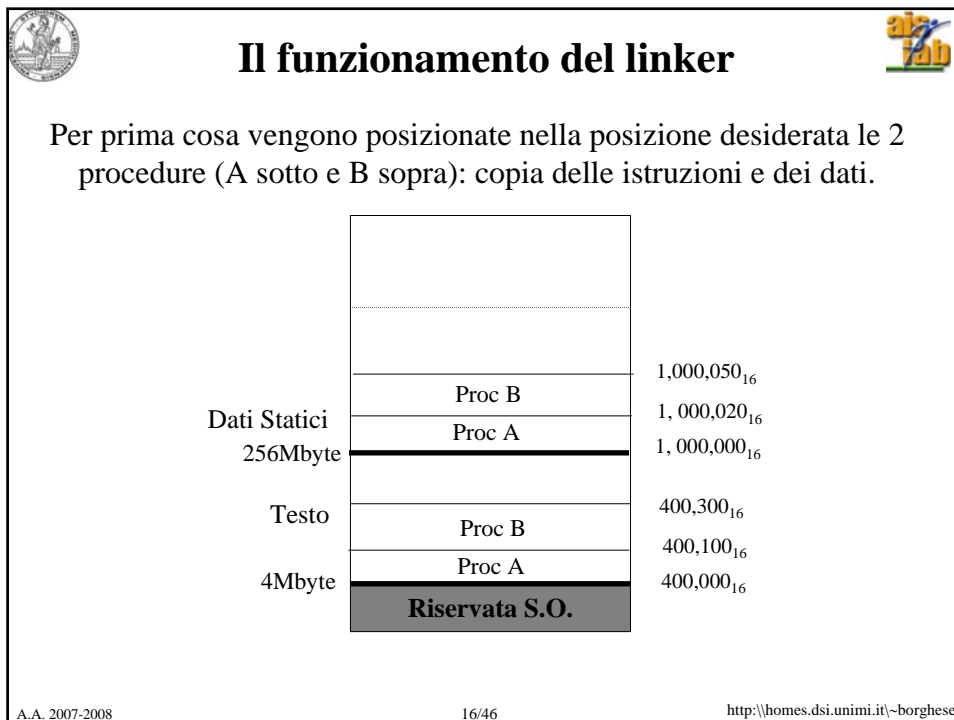 Il funzionamento del linker
Per prima cosa vengono posizionate nella posizione desiderata le 2
procedure (A sotto e B sopra): copia delle istruzioni e dei dati.
1,000,050₁₆
Proc B
Dati Statici
1, 000,020₁₆
Proc A
256Mbyte
1, 000,000₁₆
Testo
400,300₁₆
Proc B
400,100₁₆
Proc A
4Mbyte
400,000₁₆
Riservata S.O.
A.A. 2007-2008
16/46
http:\\homes.dsi.unimi.it\~borghese